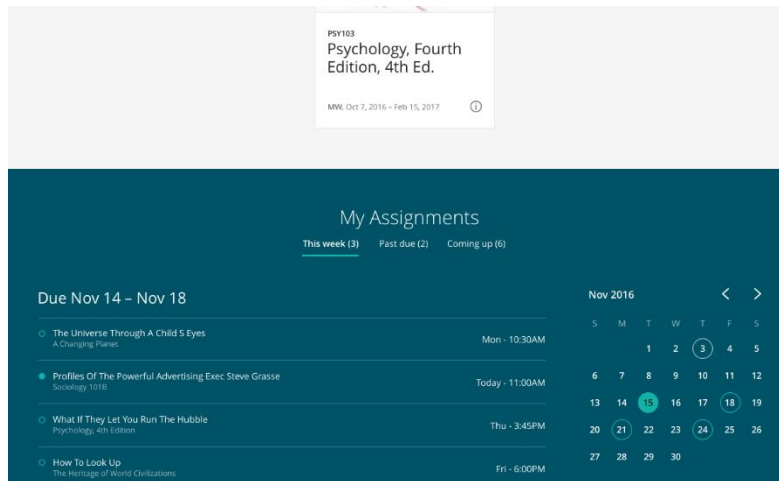 PSY103
Psychology, Fourth
Edition, 4th Ed.
MW, Oct 7, 2016 – Feb 15, 2017
My Assignments
This week (3) Past due (2) Coming up (6)
Due Nov 14 – Nov 18
The Universe Through A Child S Eyes
A Changing Planet
Mon - 10:30AM
Profiles Of The Powerful Advertising Exec Steve Grasse
Sociology 101B
Today - 11:00AM
What If They Let You Run The Hubble
Psychology, 4th Edition
Thu - 3:45PM
How To Look Up
The Heritage of World Civilizations
Fri - 6:00PM
Nov 2016
S M T W T F S
1 2 3 4 5
6 7 8 9 10 11 12
13 14 15 16 17 18 19
20 21 22 23 24 25 26
27 28 29 30